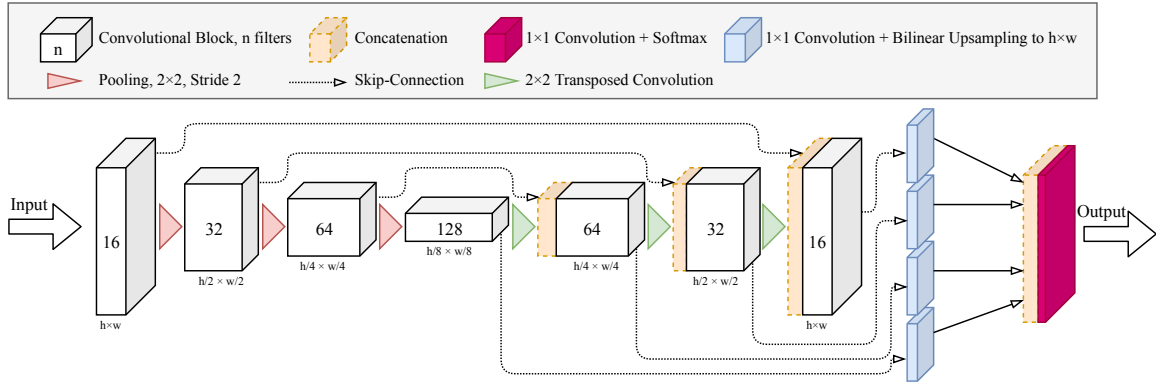 n
Convolutional Block, n filters
Concatenation
1×1 Convolution + Softmax
1×1 Convolution + Bilinear Upsampling to h×w
Pooling, 2×2, Stride 2
Skip-Connection
2×2 Transposed Convolution
Input
16
h×w
32
h/2 × w/2
64
h/4 × w/4
128
h/8 × w/8
64
h/4 × w/4
32
h/2 × w/2
16
h×w
Output